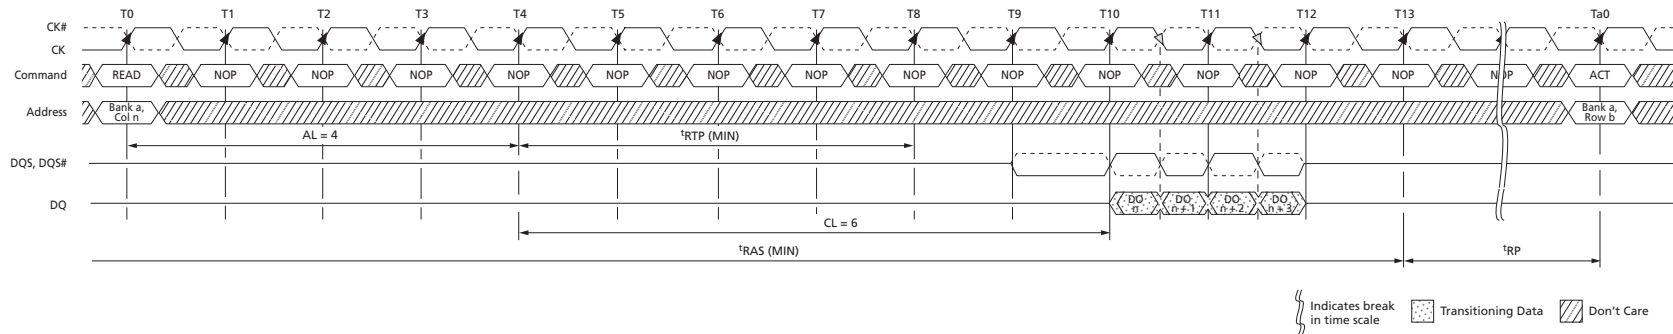 T0 T1 T2 T3 T4 T5 T6 T7 T8 T9 T10 T11 T12 T13 Ta0
CK#
CK
Command READ NOP NOP NOP NOP NOP NOP NOP NOP NOP NOP NOP NOP NOP NOP ACT
Address Bank a, Col n Bank a, Row b
AL = 4 tRTP (MIN)
DQS, DQS#
DQ DO n DO n + 1 DO n + 2 DO n + 3
CL = 6
tRAS (MIN) tRP
Indicates break in time scale Transitioning Data Don't Care